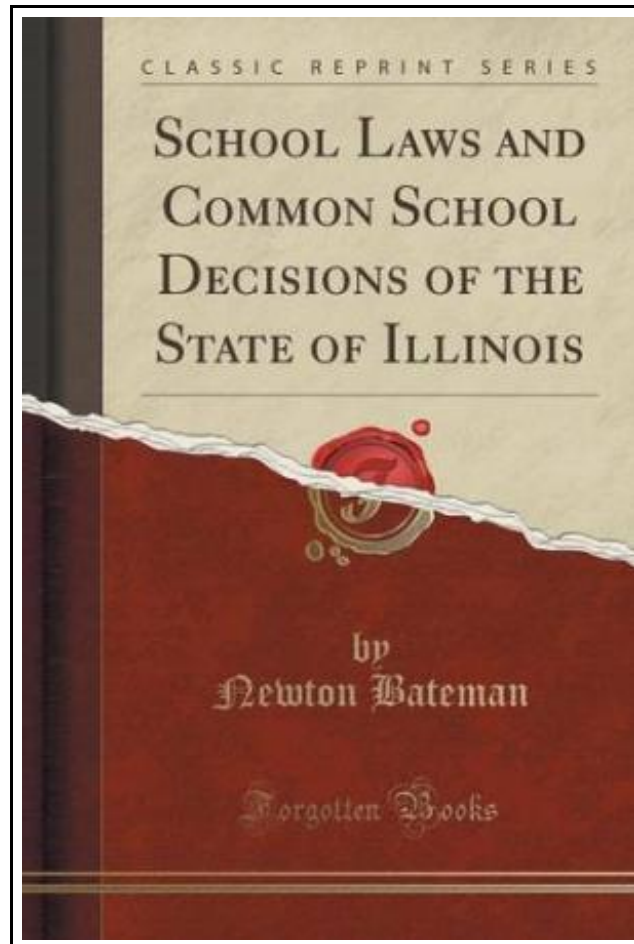 CLASSIC REPRINT SERIES
SCHOOL LAWS AND
COMMON SCHOOL
DECISIONS OF THE
STATE OF ILLINOIS
by
Newton Bateman
Forgotten Books